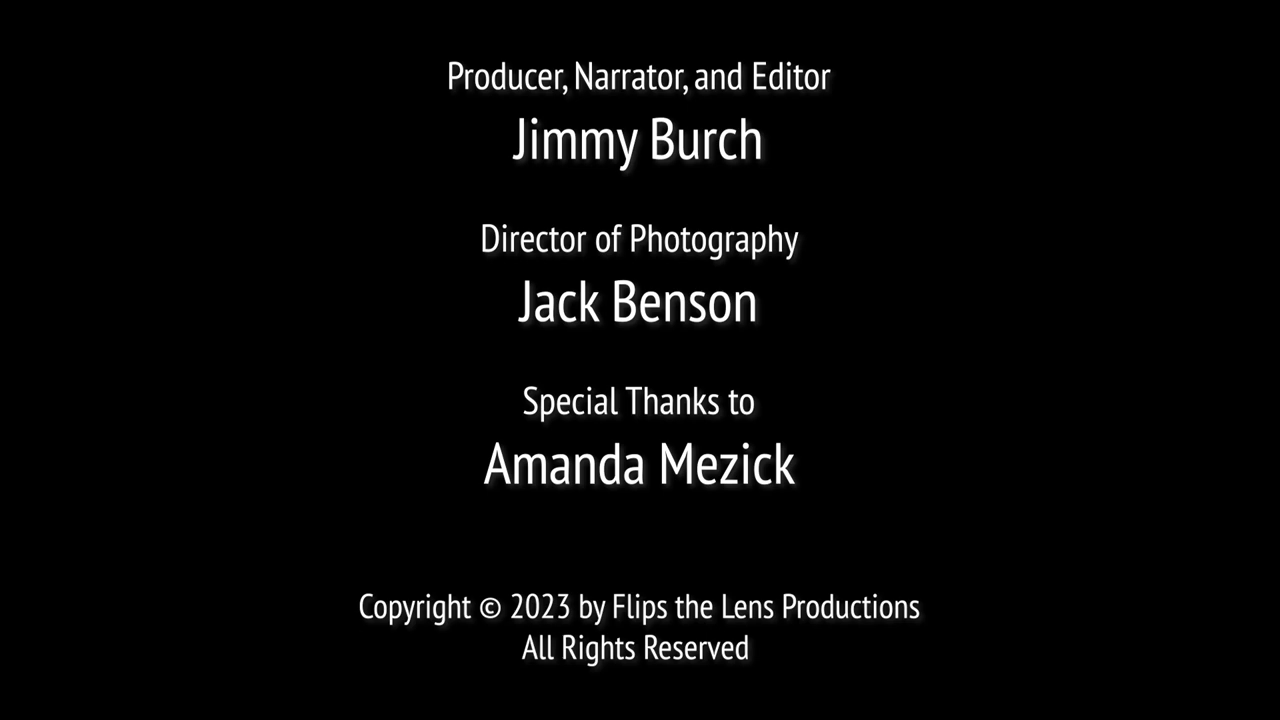 Producer, Narrator, and Editor
Jimmy Burch
Director of Photography
Jack Benson
Special Thanks to
Amanda Mezick
Copyright © 2023 by Flips the Lens Productions
All Rights Reserved